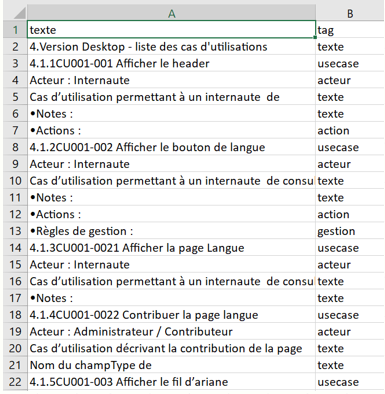 A B
1 texte tag
2 4.Version Desktop - liste des cas d'utilisations texte
3 4.1.1CU001-001 Afficher le header usecase
4 Acteur : Internaute acteur
5 Cas d’utilisation permettant à un internaute  de texte
6 •Notes : texte
7 •Actions : action
8 4.1.2CU001-002 Afficher le bouton de langue usecase
9 Acteur : Internaute acteur
10 Cas d’utilisation permettant à un internaute  de consu texte
11 •Notes : texte
12 •Actions : action
13 •Règles de gestion : gestion
14 4.1.3CU001-0021 Afficher la page Langue usecase
15 Acteur : Internaute acteur
16 Cas d’utilisation permettant à un internaute  de consu texte
17 •Notes : texte
18 4.1.4CU001-0022 Contribuer la page langue usecase
19 Acteur : Administrateur / Contributeur acteur
20 Cas d’utilisation décrivant la contribution de la page texte
21 Nom du champType de texte
22 4.1.5CU001-003 Afficher le fil d’ariane usecase